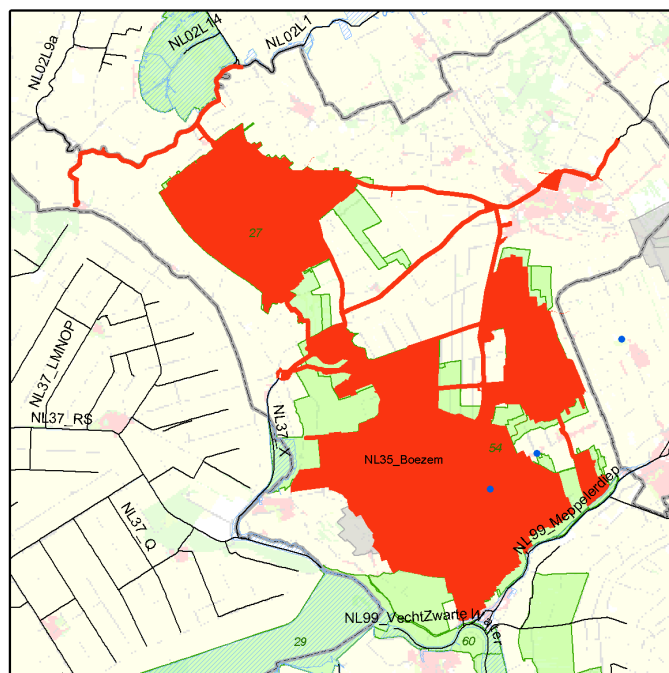 NL02L9a
NL02L14
NL02L1
27
NL37_LMNOP
NL37_RS
NL37_X
54
NL35_Boezem
NL37_Q
NL99_Meppelerdiep
NL99_VechtZwarte Water
29
60